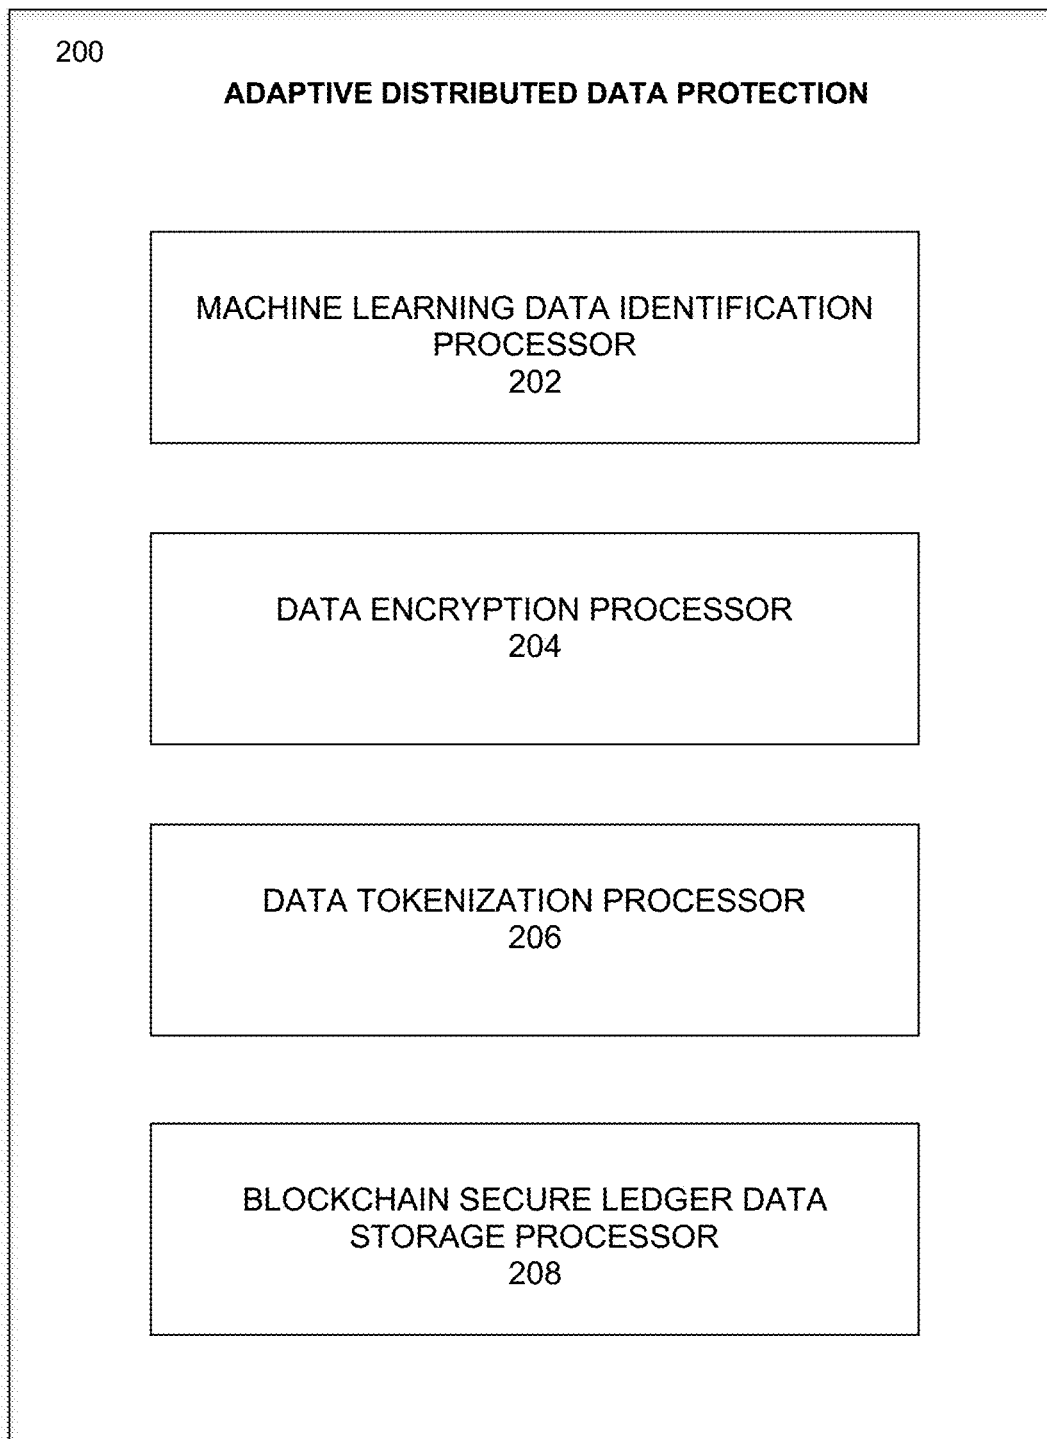 200
ADAPTIVE DISTRIBUTED DATA PROTECTION
MACHINE LEARNING DATA IDENTIFICATION
PROCESSOR
202
DATA ENCRYPTION PROCESSOR
204
DATA TOKENIZATION PROCESSOR
206
BLOCKCHAIN SECURE LEDGER DATA
STORAGE PROCESSOR
208